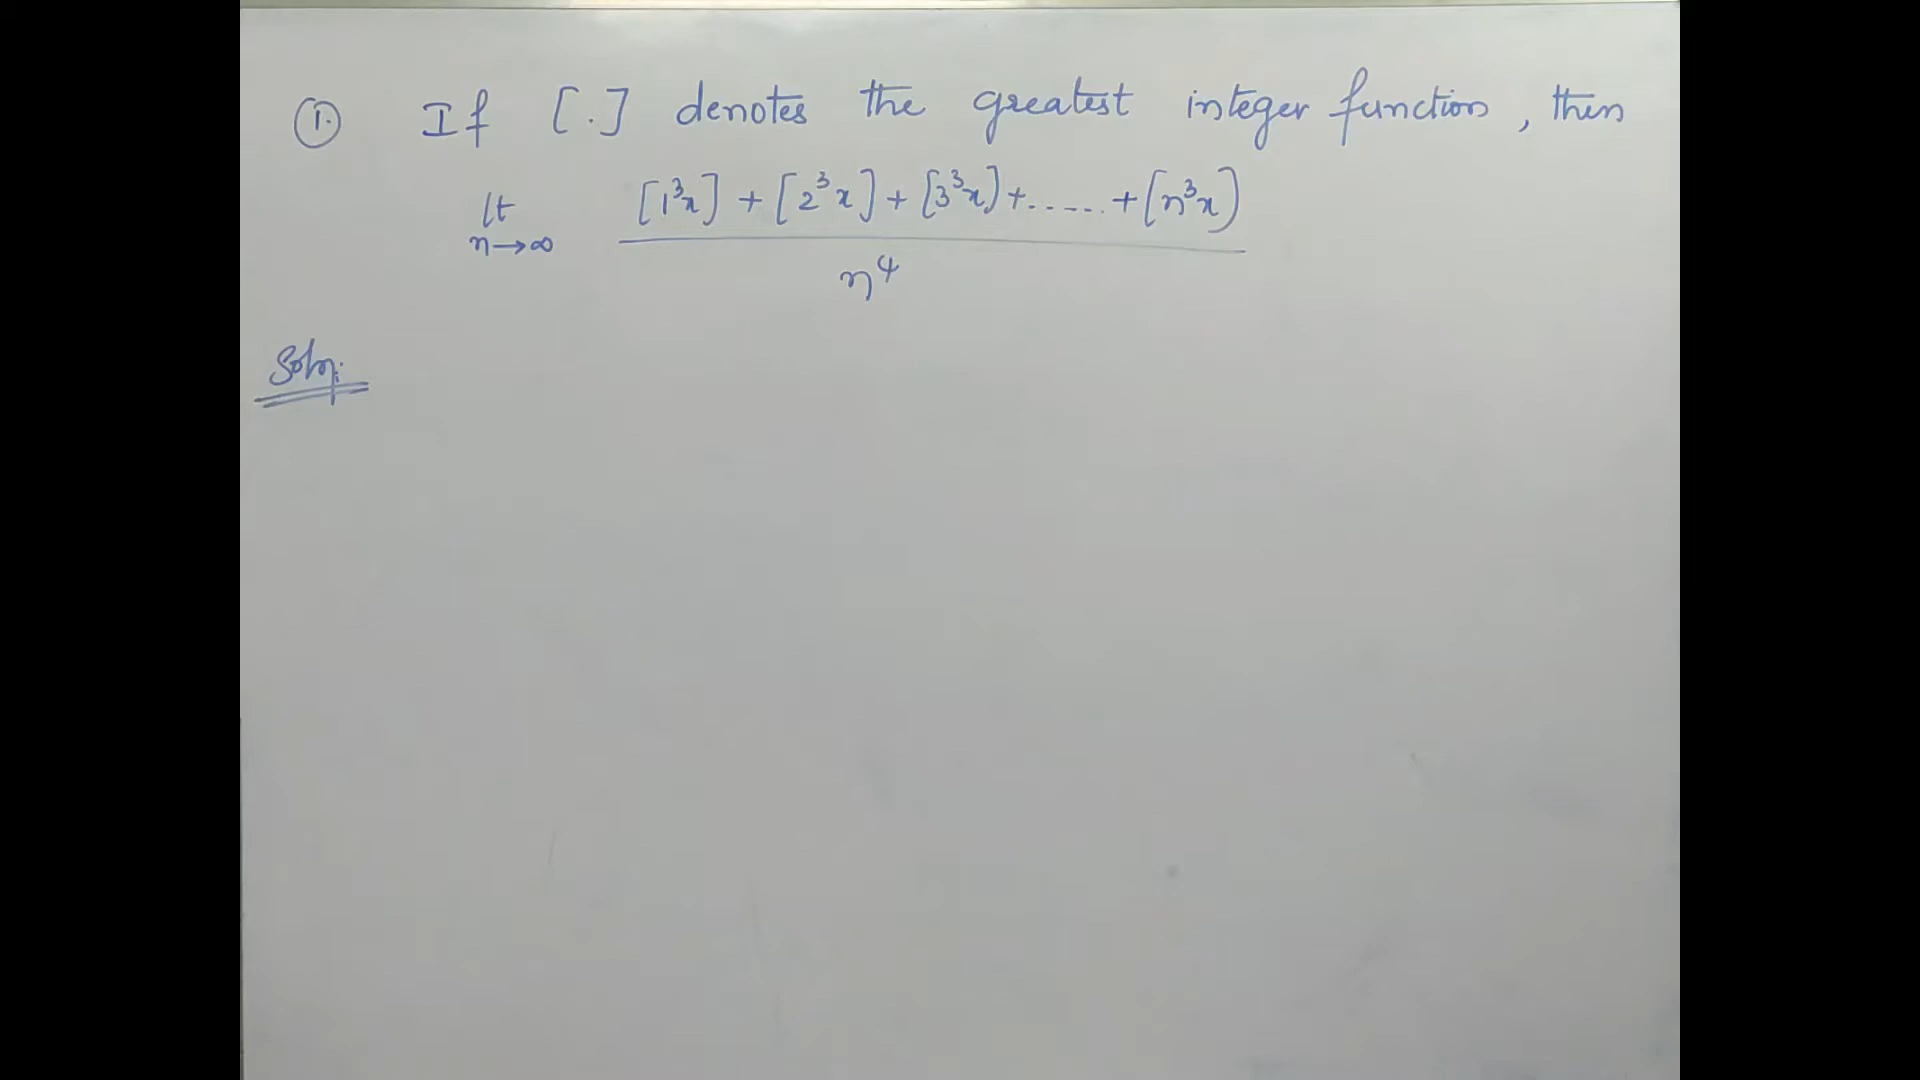 ① If [.] denotes the greatest integer function, then
lt n→∞ [1³x] + [2³x] + [3³x] + ...... + [n³x] / n⁴
Soln: